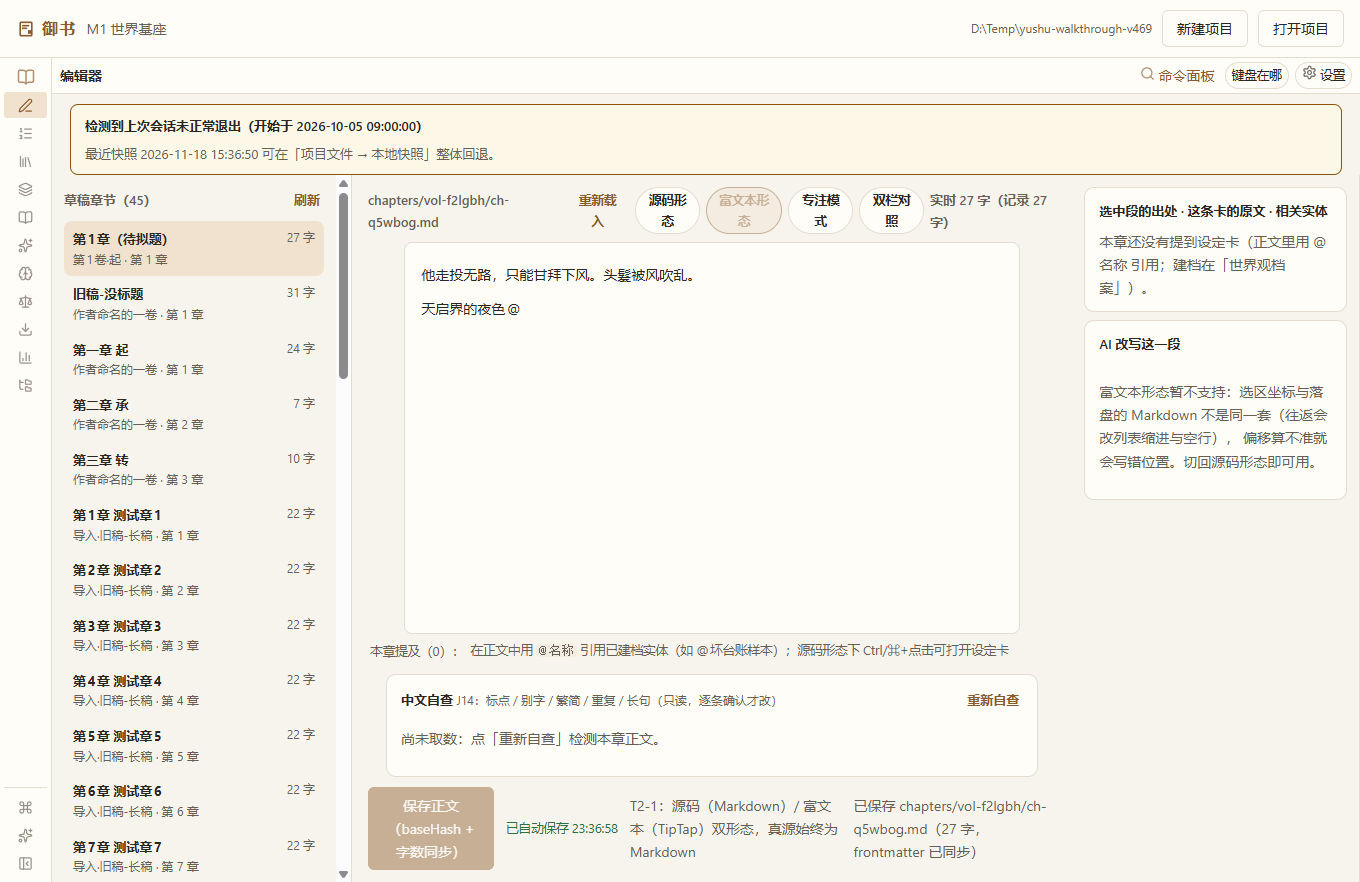 御书 M1 世界基座
D:\Temp\yushu-walkthrough-v469 新建项目 打开项目
编辑器
命令面板 键盘在哪 设置
检测到上次会话未正常退出（开始于 2026-10-05 09:00:00）
最近快照 2026-11-18 15:36:50 可在「项目文件 → 本地快照」整体回退。
草稿章节（45） 刷新
第1章（待拟题） 27 字
第1卷·起 · 第 1 章
旧稿-没标题 31 字
作者命名的一卷 · 第 1 章
第一章 起 24 字
作者命名的一卷 · 第 1 章
第二章 承 7 字
作者命名的一卷 · 第 2 章
第三章 转 10 字
作者命名的一卷 · 第 3 章
第1章 测试章1 22 字
导入·旧稿-长稿 · 第 1 章
第2章 测试章2 22 字
导入·旧稿-长稿 · 第 2 章
第3章 测试章3 22 字
导入·旧稿-长稿 · 第 3 章
第4章 测试章4 22 字
导入·旧稿-长稿 · 第 4 章
第5章 测试章5 22 字
导入·旧稿-长稿 · 第 5 章
第6章 测试章6 22 字
导入·旧稿-长稿 · 第 6 章
第7章 测试章7 22 字
导入·旧稿-长稿 · 第 7 章
chapters/vol-f2lgbh/ch-
q5wbog.md
重新载
入
源码形
态
富文本形
态
专注模
式
双栏对
照
实时 27 字（记录 27
字）
他走投无路，只能甘拜下风。头髮被风吹乱。
天启界的夜色 @
本章提及（0）： 在正文中用 @名称 引用已建档实体（如 @坏台账样本）；源码形态下 Ctrl/⌘+点击可打开设定卡
中文自查 J14：标点 / 别字 / 繁简 / 重复 / 长句（只读，逐条确认才改） 重新自查
尚未取数：点「重新自查」检测本章正文。
保存正文
（baseHash +
字数同步）
已自动保存 23:36:58
T2-1：源码（Markdown）/ 富文
本（TipTap）双形态，真源始终为
Markdown
已保存 chapters/vol-f2lgbh/ch-
q5wbog.md（27 字，
frontmatter 已同步）
选中段的出处 · 这条卡的原文 · 相关实体
本章还没有提到设定卡（正文里用 @
名称 引用；建档在「世界观档
案」）。
AI 改写这一段
富文本形态暂不支持：选区坐标与落
盘的 Markdown 不是同一套（往返会
改列表缩进与空行），偏移算不准就
会写错位置。切回源码形态即可用。